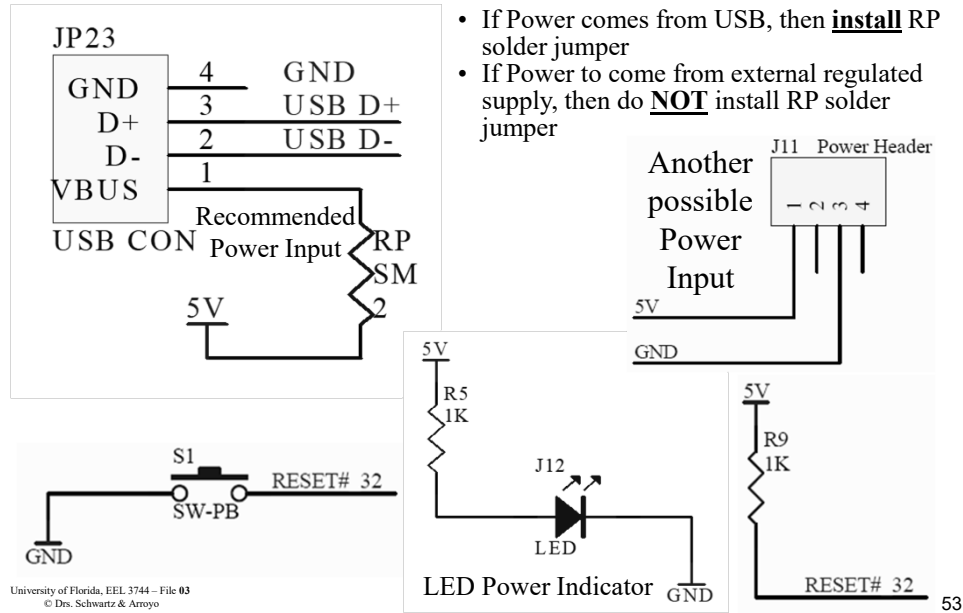 JP23
GND 4 GND
D+ 3 USB D+
D- 2 USB D-
VBUS 1
USB CON
Recommended
Power Input
RP
SM
2
5V
• If Power comes from USB, then install RP
solder jumper
• If Power to come from external regulated
supply, then do NOT install RP solder
jumper
Another
possible
Power
Input
J11 Power Header
1 2 3 4
5V
GND
S1
SW-PB
RESET# 32
GND
5V
R5
1K
J12
LED
GND
LED Power Indicator
5V
R9
1K
RESET# 32
University of Florida, EEL 3744 – File 03
© Drs. Schwartz & Arroyo
53